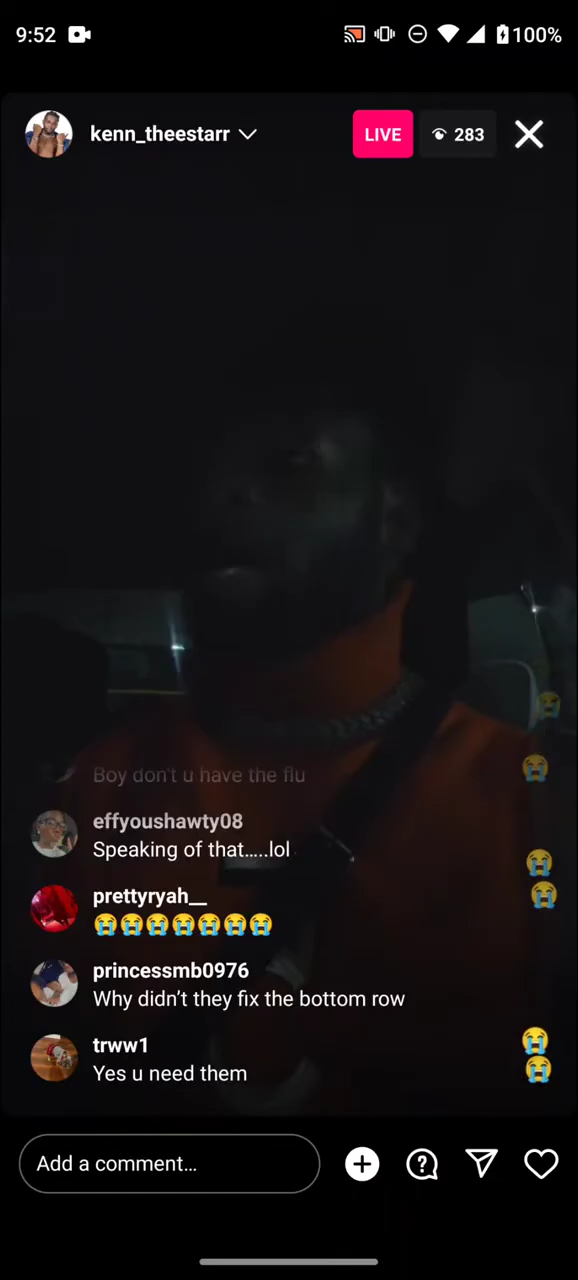 9:52
100%
kenn_theestarr
LIVE
283
Boy don't u have the flu
effyoushawty08
Speaking of that.....lol
prettyryah__
😭😭😭😭😭😭😭
princessmb0976
Why didn't they fix the bottom row
trww1
Yes u need them
Add a comment...